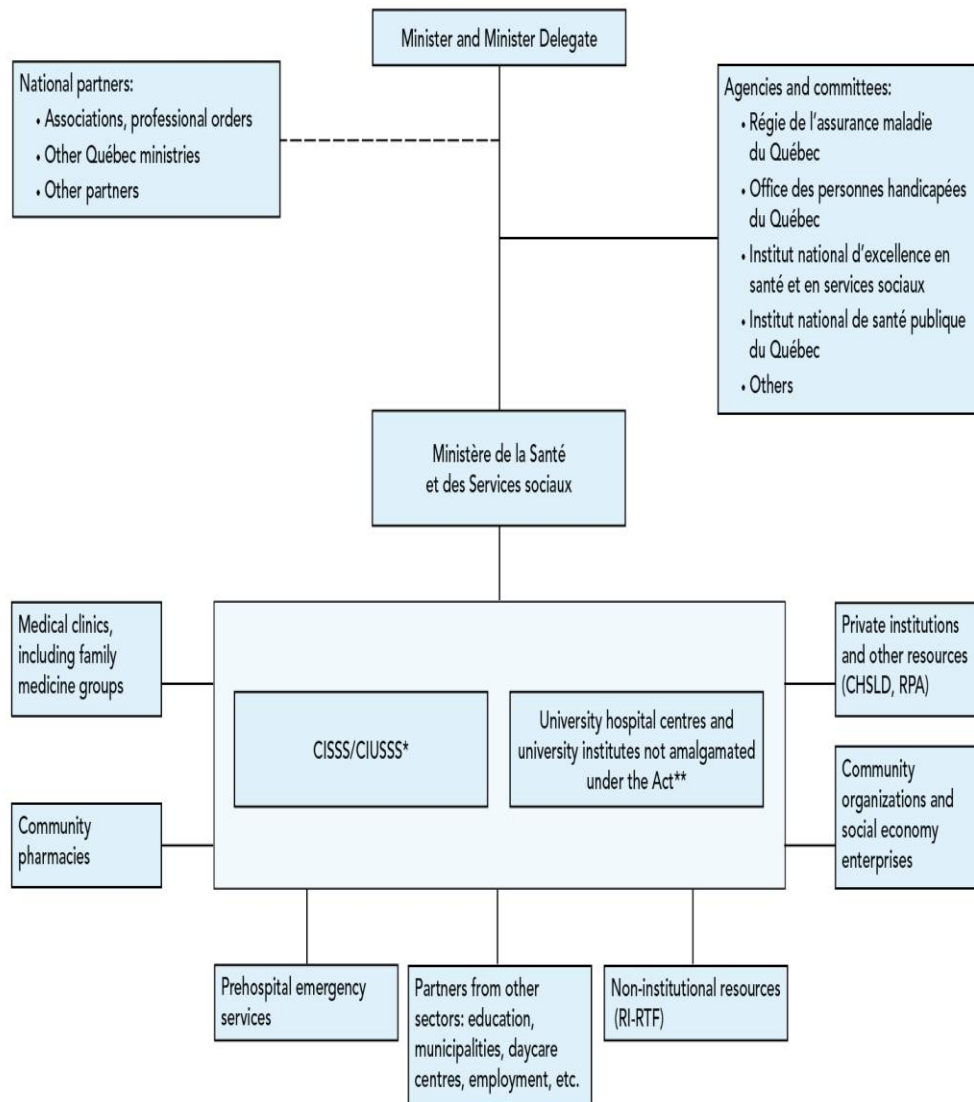 Minister and Minister Delegate
National partners:
• Associations, professional orders
• Other Québec ministries
• Other partners
Agencies and committees:
• Régie de l'assurance maladie
du Québec
• Office des personnes handicapées
du Québec
• Institut national d'excellence en
santé et en services sociaux
• Institut national de santé publique
du Québec
• Others
Ministère de la Santé
et des Services sociaux
Medical clinics,
including family
medicine groups
Private institutions
and other resources
(CHSLD, RPA)
CISSS/CIUSSS*
University hospital centres and
university institutes not amalgamated
under the Act**
Community
pharmacies
Community
organizations and
social economy
enterprises
Prehospital emergency
services
Partners from other
sectors: education,
municipalities, daycare
centres, employment, etc.
Non-institutional resources
(RI-RTF)